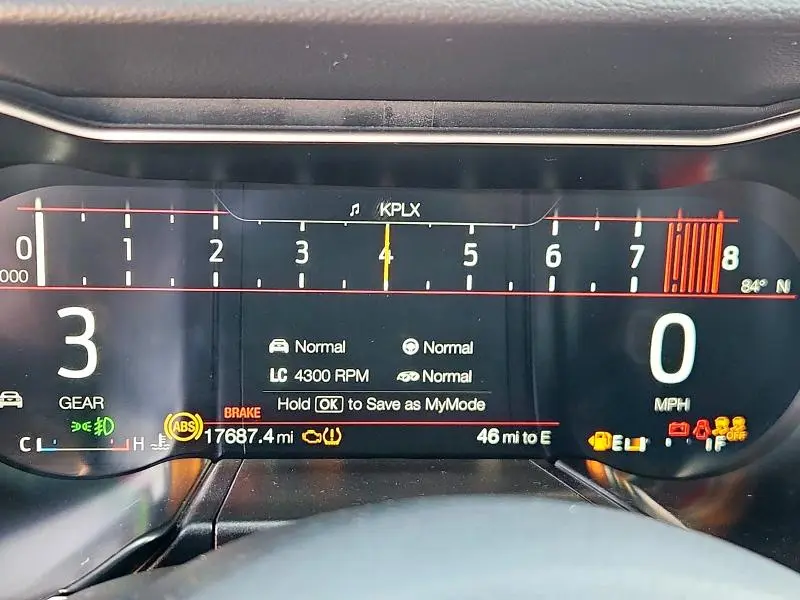 KPLX
0 1 2 3 4 5 6 7 8
000
84° N
3
0
Normal Normal
LC 4300 RPM Normal
GEAR
MPH
Hold OK to Save as MyMode
BRAKE
ABS
OFF
C H 17687.4 mi 46 mi to E E F